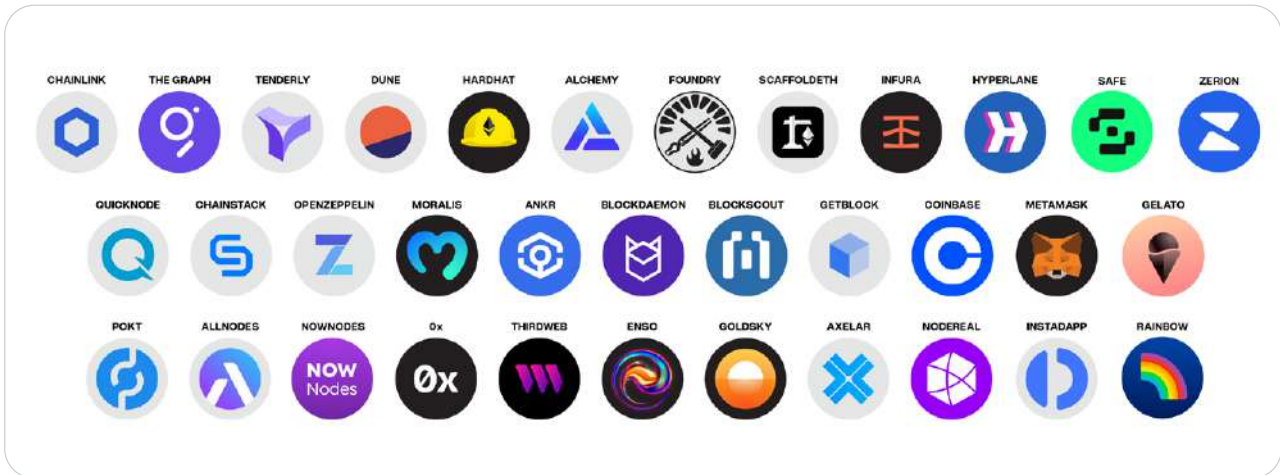 CHAINLINK THE GRAPH TENDERLY DUNE HARDHAT ALCHEMY FOUNDRY SCAFFOLDETH INFURA HYPERLANE SAFE ZERION
QUICKNODE CHAINSTACK OPENZEPPELIN MORALIS ANKR BLOCKDAEMON BLOCKSCOUT GETBLOCK COINBASE METAMASK GELATO
POKT ALLNODES NOWNODES 0x THIRDWEB ENSO GOLDSKY AXELAR NODEREAL INSTADAPP RAINBOW
NOW
Nodes
0x